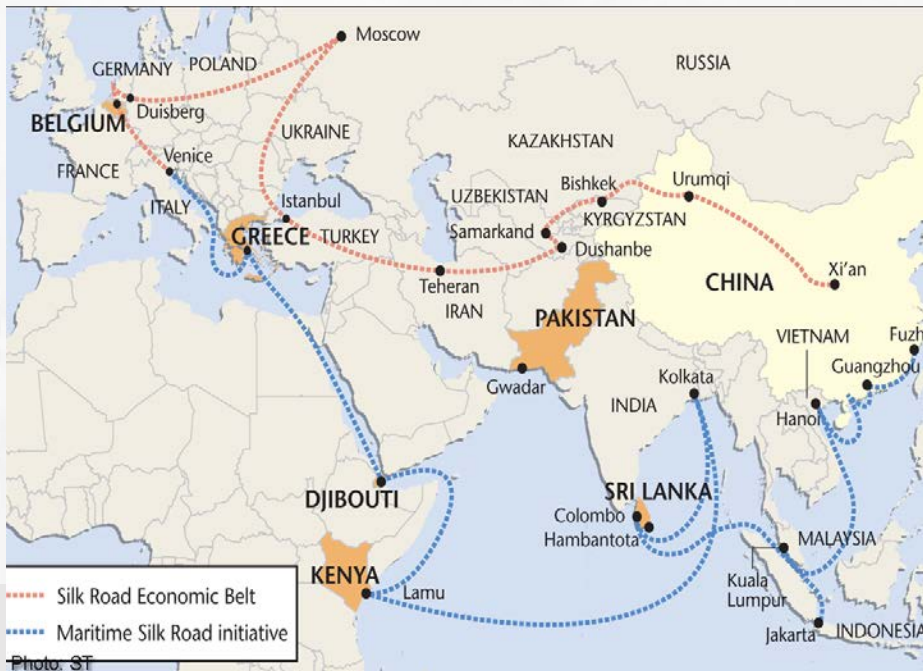 Moscow
RUSSIA
POLAND
GERMANY
Duisberg
BELGIUM
UKRAINE
KAZAKHSTAN
FRANCE
Venice
ITALY
Istanbul
GREECE
TURKEY
UZBEKISTAN
Bishkek
Urumqi
KYRGYZSTAN
Samarkand
Dushanbe
Teheran
IRAN
CHINA
Xi'an
PAKISTAN
Gwadar
VIETNAM
Fuzh
Guangzhou
Kolkata
INDIA
Hanoi
DJIBOUTI
SRI LANKA
Colombo
Hambantota
MALAYSIA
KENYA
Lamu
Kuala
Lumpur
Jakarta
INDONESIA
Silk Road Economic Belt
Maritime Silk Road initiative
Photo: ST